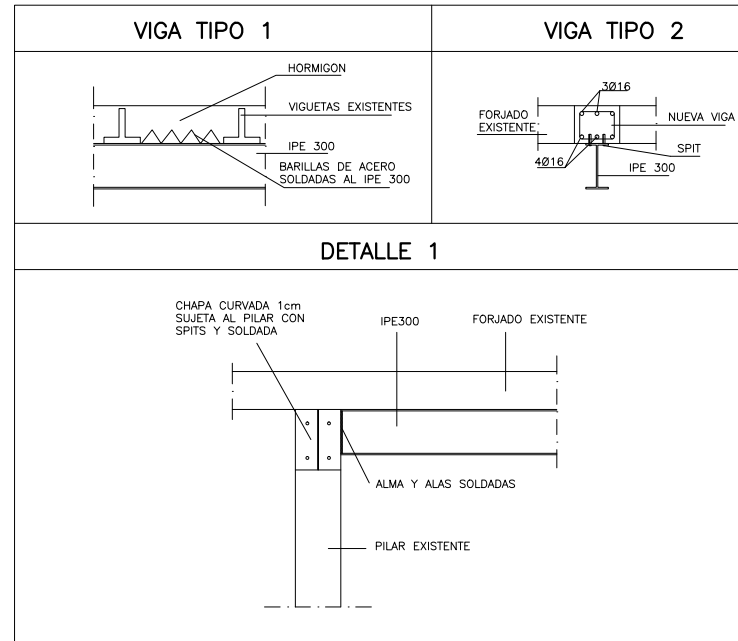 VIGA TIPO 1
HORMIGON
VIGUETAS EXISTENTES
IPE 300
BARILLAS DE ACERO
SOLDADAS AL IPE 300
VIGA TIPO 2
3Ø16
FORJADO
EXISTENTE
NUEVA VIGA
SPIT
4Ø16
IPE 300
DETALLE 1
CHAPA CURVADA 1cm
SUJETA AL PILAR CON
SPITS Y SOLDADA
IPE300
FORJADO EXISTENTE
ALMA Y ALAS SOLDADAS
PILAR EXISTENTE